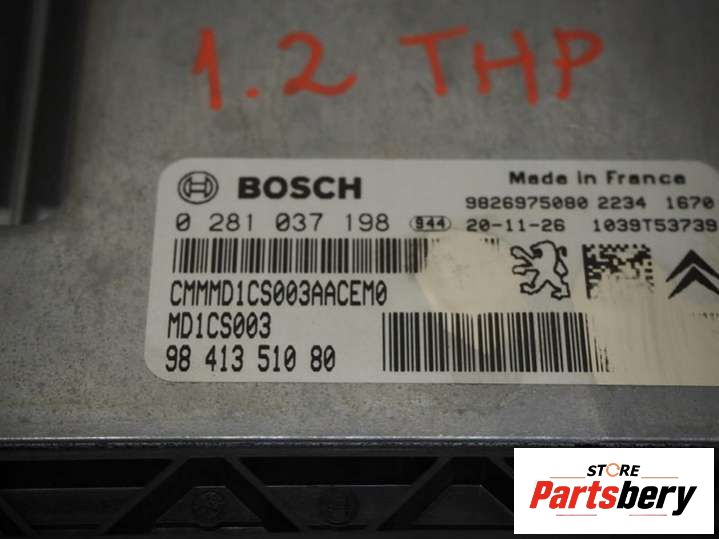 1.2 THP
BOSCH
Made in France
9826975080 2234 1670
0 281 037 198 944 20-11-26 1039T53739
CMMMD1CS003AACEM0
MD1CS003
98 413 510 80
STORE
Partsbery